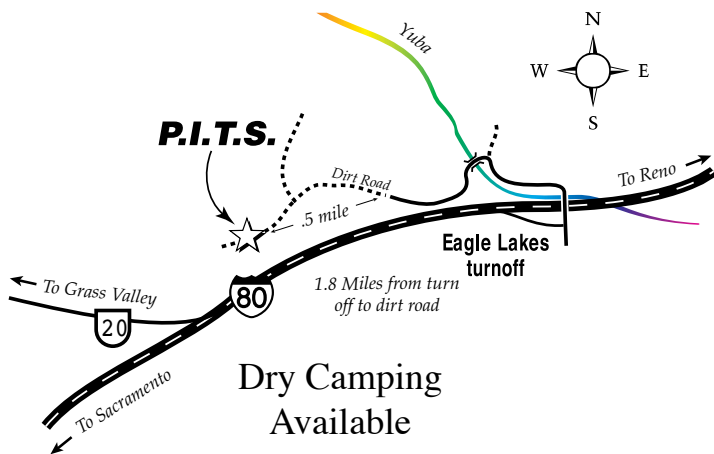 Yuba
N
W
E
S
P.I.T.S.
Dirt Road
To Reno
.5 mile
Eagle Lakes
turnoff
To Grass Valley
80
1.8 Miles from turn
off to dirt road
20
Dry Camping
Available
To Sacramento